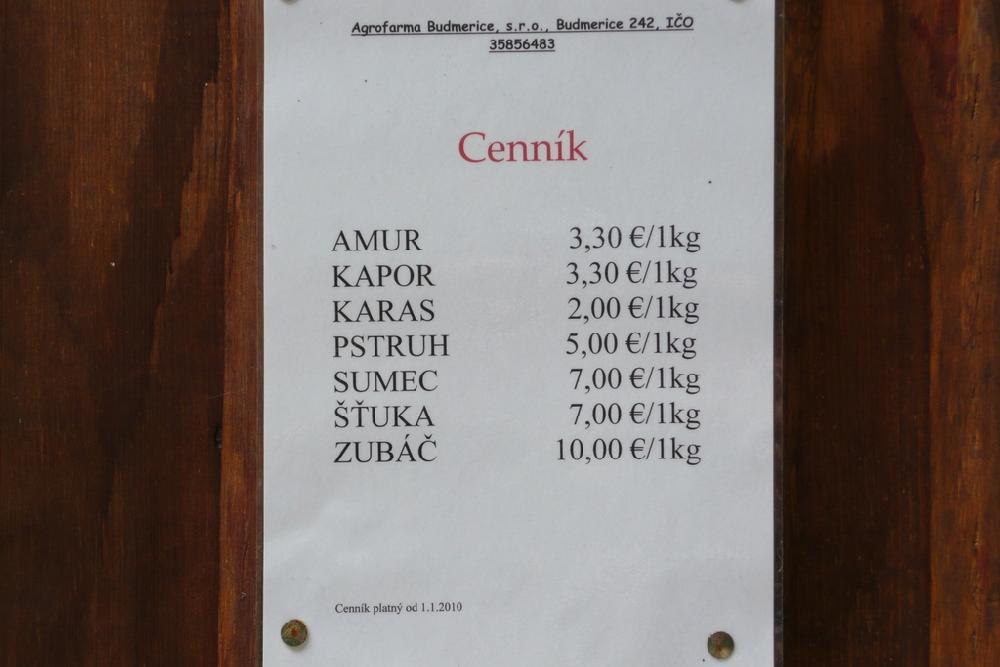 Agrofarma Budmerice, s.r.o., Budmerice 242, IČO
35856483
Cenník
AMUR 3,30 €/1kg
KAPOR 3,30 €/1kg
KARAS 2,00 €/1kg
PSTRUH 5,00 €/1kg
SUMEC 7,00 €/1kg
ŠŤUKA 7,00 €/1kg
ZUBÁČ 10,00 €/1kg
Cenník platný od 1.1.2010